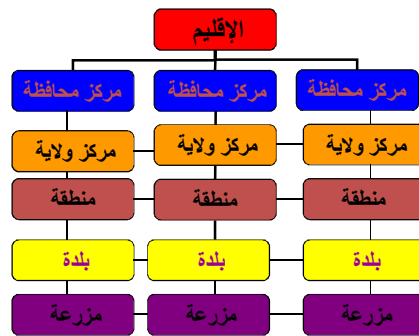 الإقليم
مركز محافظة مركز محافظة مركز محافظة
مركز ولاية مركز ولاية مركز ولاية
منطقة منطقة منطقة
بلدة بلدة بلدة
مزرعة مزرعة مزرعة